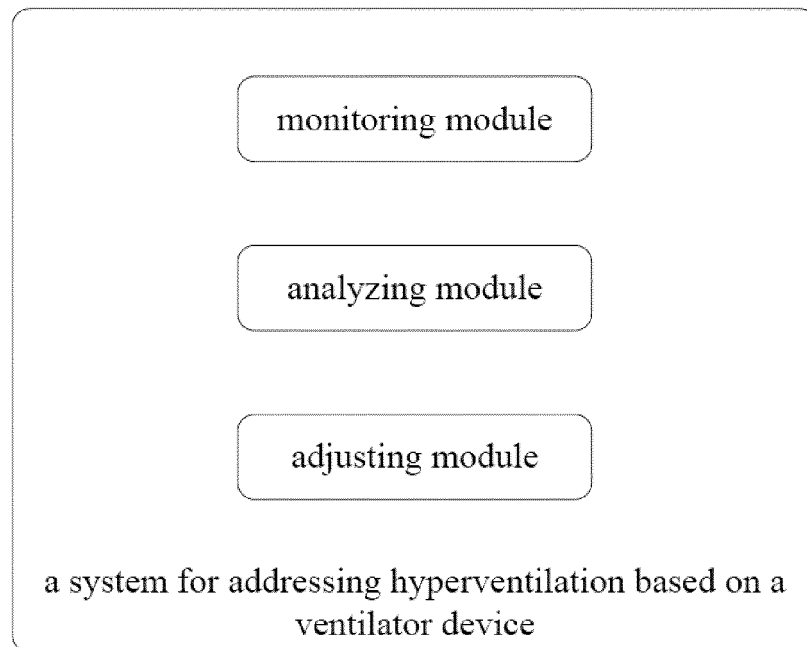 monitoring module
analyzing module
adjusting module
a system for addressing hyperventilation based on a
ventilator device